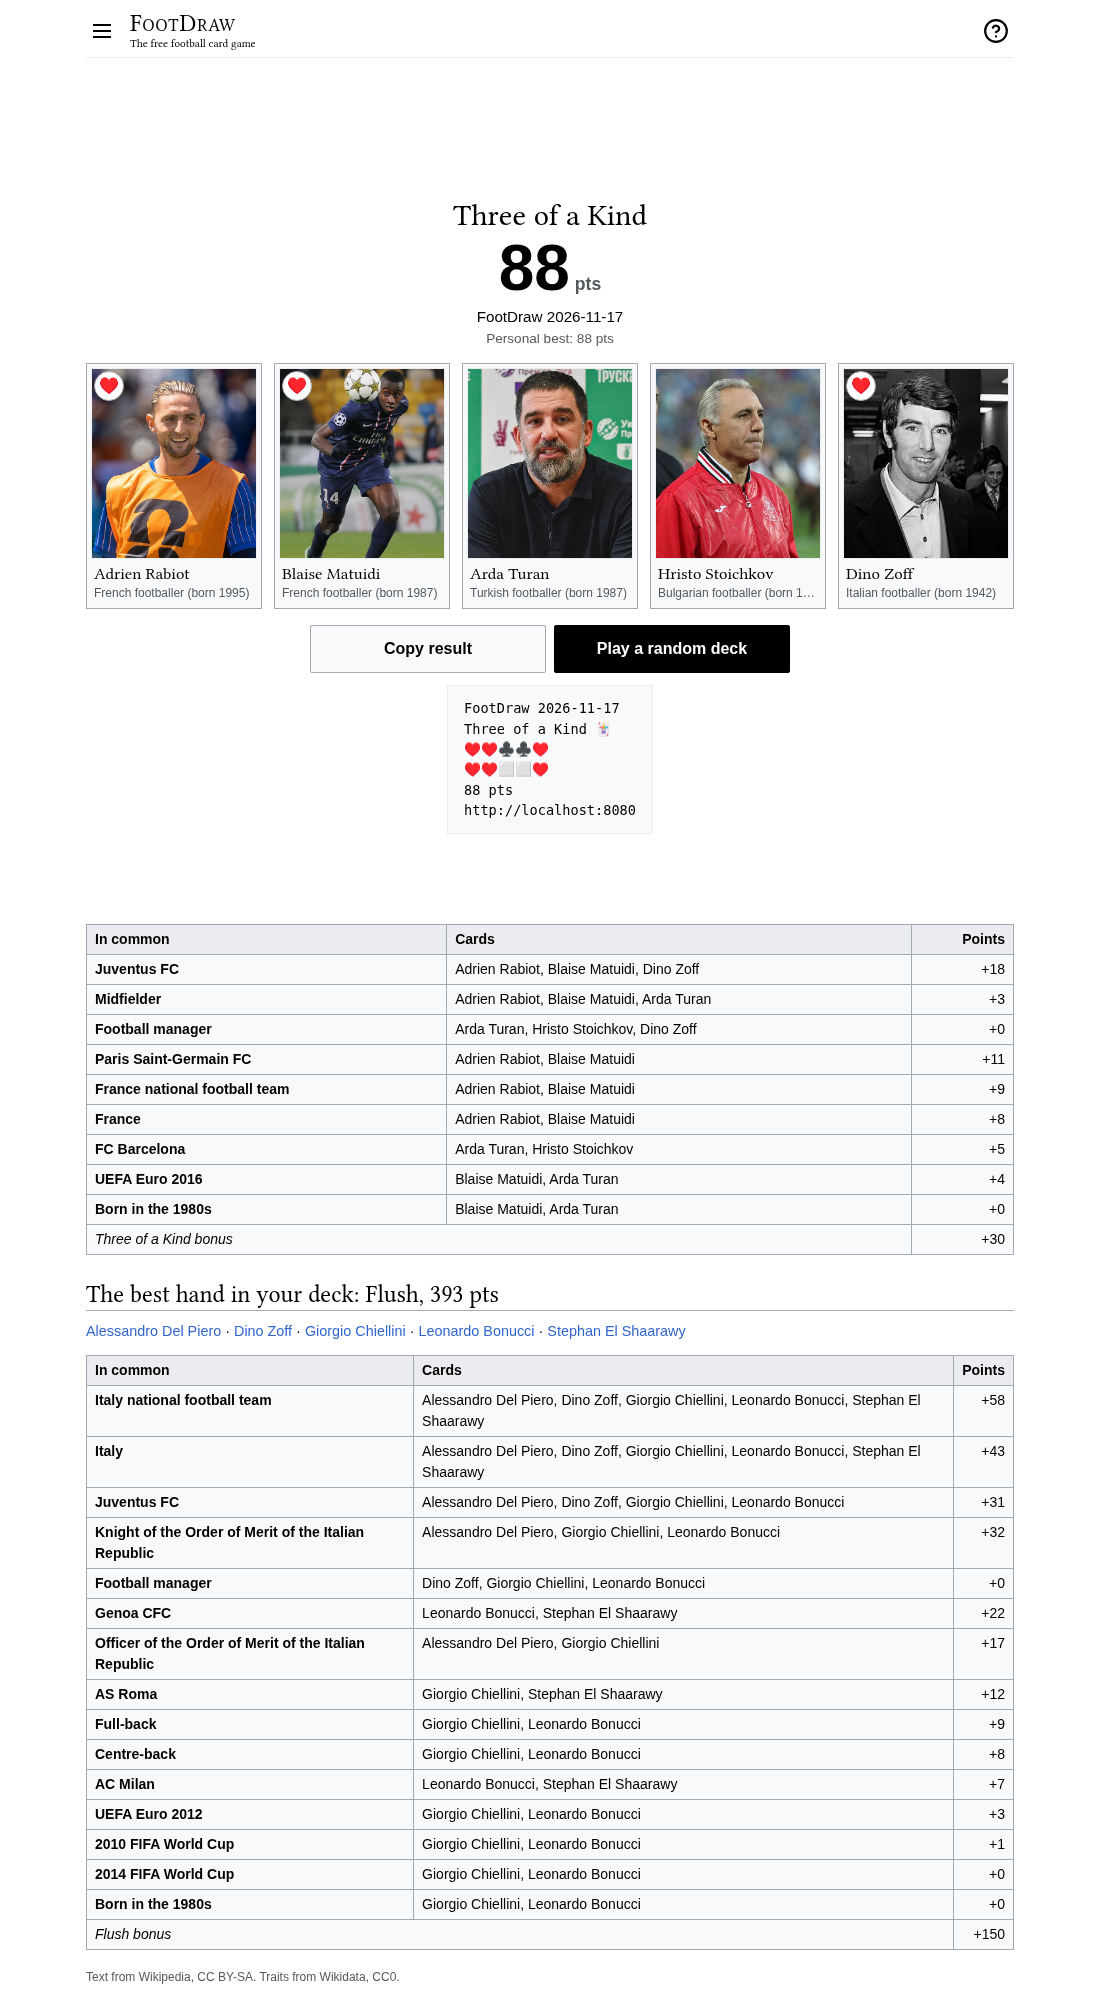 FootDraw
The free football card game
Three of a Kind
88 pts
FootDraw 2026-11-17
Personal best: 88 pts
Adrien Rabiot
French footballer (born 1995)
Blaise Matuidi
French footballer (born 1987)
Arda Turan
Turkish footballer (born 1987)
Hristo Stoichkov
Bulgarian footballer (born 1…
Dino Zoff
Italian footballer (born 1942)
Copy result
Play a random deck
FootDraw 2026-11-17
Three of a Kind 🃏
♥♥♣♣♥
♥♥⬜⬜♥
88 pts
http://localhost:8080
In common Cards Points
Juventus FC Adrien Rabiot, Blaise Matuidi, Dino Zoff +18
Midfielder Adrien Rabiot, Blaise Matuidi, Arda Turan +3
Football manager Arda Turan, Hristo Stoichkov, Dino Zoff +0
Paris Saint-Germain FC Adrien Rabiot, Blaise Matuidi +11
France national football team Adrien Rabiot, Blaise Matuidi +9
France Adrien Rabiot, Blaise Matuidi +8
FC Barcelona Arda Turan, Hristo Stoichkov +5
UEFA Euro 2016 Blaise Matuidi, Arda Turan +4
Born in the 1980s Blaise Matuidi, Arda Turan +0
Three of a Kind bonus +30
The best hand in your deck: Flush, 393 pts
Alessandro Del Piero · Dino Zoff · Giorgio Chiellini · Leonardo Bonucci · Stephan El Shaarawy
In common Cards Points
Italy national football team Alessandro Del Piero, Dino Zoff, Giorgio Chiellini, Leonardo Bonucci, Stephan El +58
Shaarawy
Italy Alessandro Del Piero, Dino Zoff, Giorgio Chiellini, Leonardo Bonucci, Stephan El +43
Shaarawy
Juventus FC Alessandro Del Piero, Dino Zoff, Giorgio Chiellini, Leonardo Bonucci +31
Knight of the Order of Merit of the Italian Alessandro Del Piero, Giorgio Chiellini, Leonardo Bonucci +32
Republic
Football manager Dino Zoff, Giorgio Chiellini, Leonardo Bonucci +0
Genoa CFC Leonardo Bonucci, Stephan El Shaarawy +22
Officer of the Order of Merit of the Italian Alessandro Del Piero, Giorgio Chiellini +17
Republic
AS Roma Giorgio Chiellini, Stephan El Shaarawy +12
Full-back Giorgio Chiellini, Leonardo Bonucci +9
Centre-back Giorgio Chiellini, Leonardo Bonucci +8
AC Milan Leonardo Bonucci, Stephan El Shaarawy +7
UEFA Euro 2012 Giorgio Chiellini, Leonardo Bonucci +3
2010 FIFA World Cup Giorgio Chiellini, Leonardo Bonucci +1
2014 FIFA World Cup Giorgio Chiellini, Leonardo Bonucci +0
Born in the 1980s Giorgio Chiellini, Leonardo Bonucci +0
Flush bonus +150
Text from Wikipedia, CC BY-SA. Traits from Wikidata, CC0.